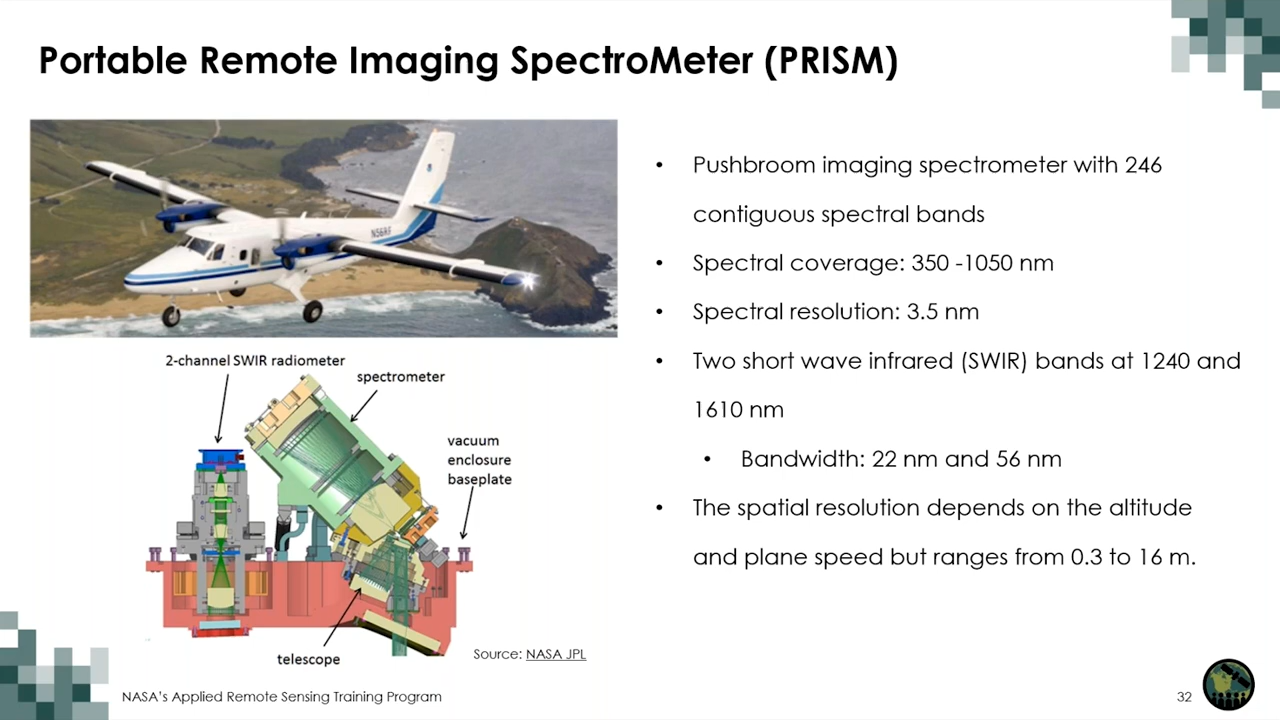 Portable Remote Imaging SpectroMeter (PRISM)
N56RF
2-channel SWIR radiometer
spectrometer
vacuum
enclosure
baseplate
telescope
Source: NASA JPL
• Pushbroom imaging spectrometer with 246
contiguous spectral bands
• Spectral coverage: 350 -1050 nm
• Spectral resolution: 3.5 nm
• Two short wave infrared (SWIR) bands at 1240 and
1610 nm
• Bandwidth: 22 nm and 56 nm
• The spatial resolution depends on the altitude
and plane speed but ranges from 0.3 to 16 m.
NASA's Applied Remote Sensing Training Program
32